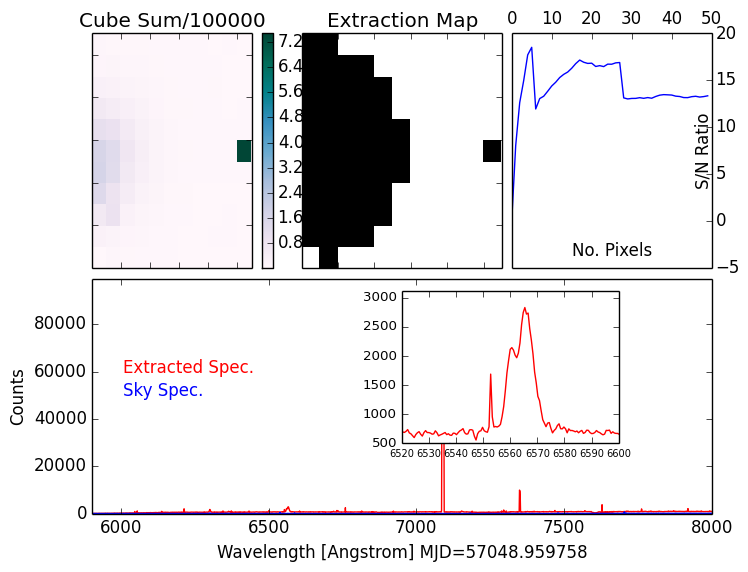 Cube Sum/100000
Extraction Map
0 10 20 30 40 50
7.2
6.4
5.6
4.8
4.0
3.2
2.4
1.6
0.8
20
15
10
5
0
−5
S/N Ratio
No. Pixels
80000
60000
40000
20000
0
Counts
Extracted Spec.
Sky Spec.
3000
2500
2000
1500
1000
500
6520 6530 6540 6550 6560 6570 6580 6590 6600
6000 6500 7000 7500 8000
Wavelength [Angstrom] MJD=57048.959758